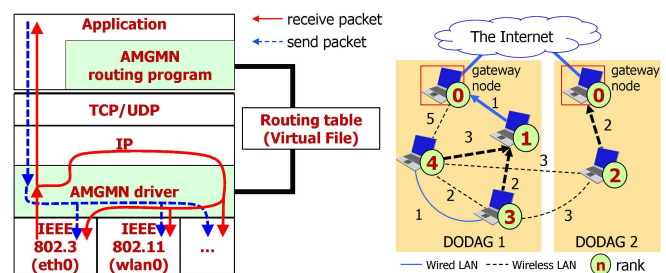 Application
AMGMN
routing program
TCP/UDP
IP
AMGMN driver
IEEE
802.3
(eth0)
IEEE
802.11
(wlan0)
...
receive packet
send packet
Routing table
(Virtual File)
The Internet
gateway
node
gateway
node
0
0
1
5
3
1
4
3
2
2
2
2
1
3
3
DODAG 1
DODAG 2
Wired LAN
Wireless LAN
n rank